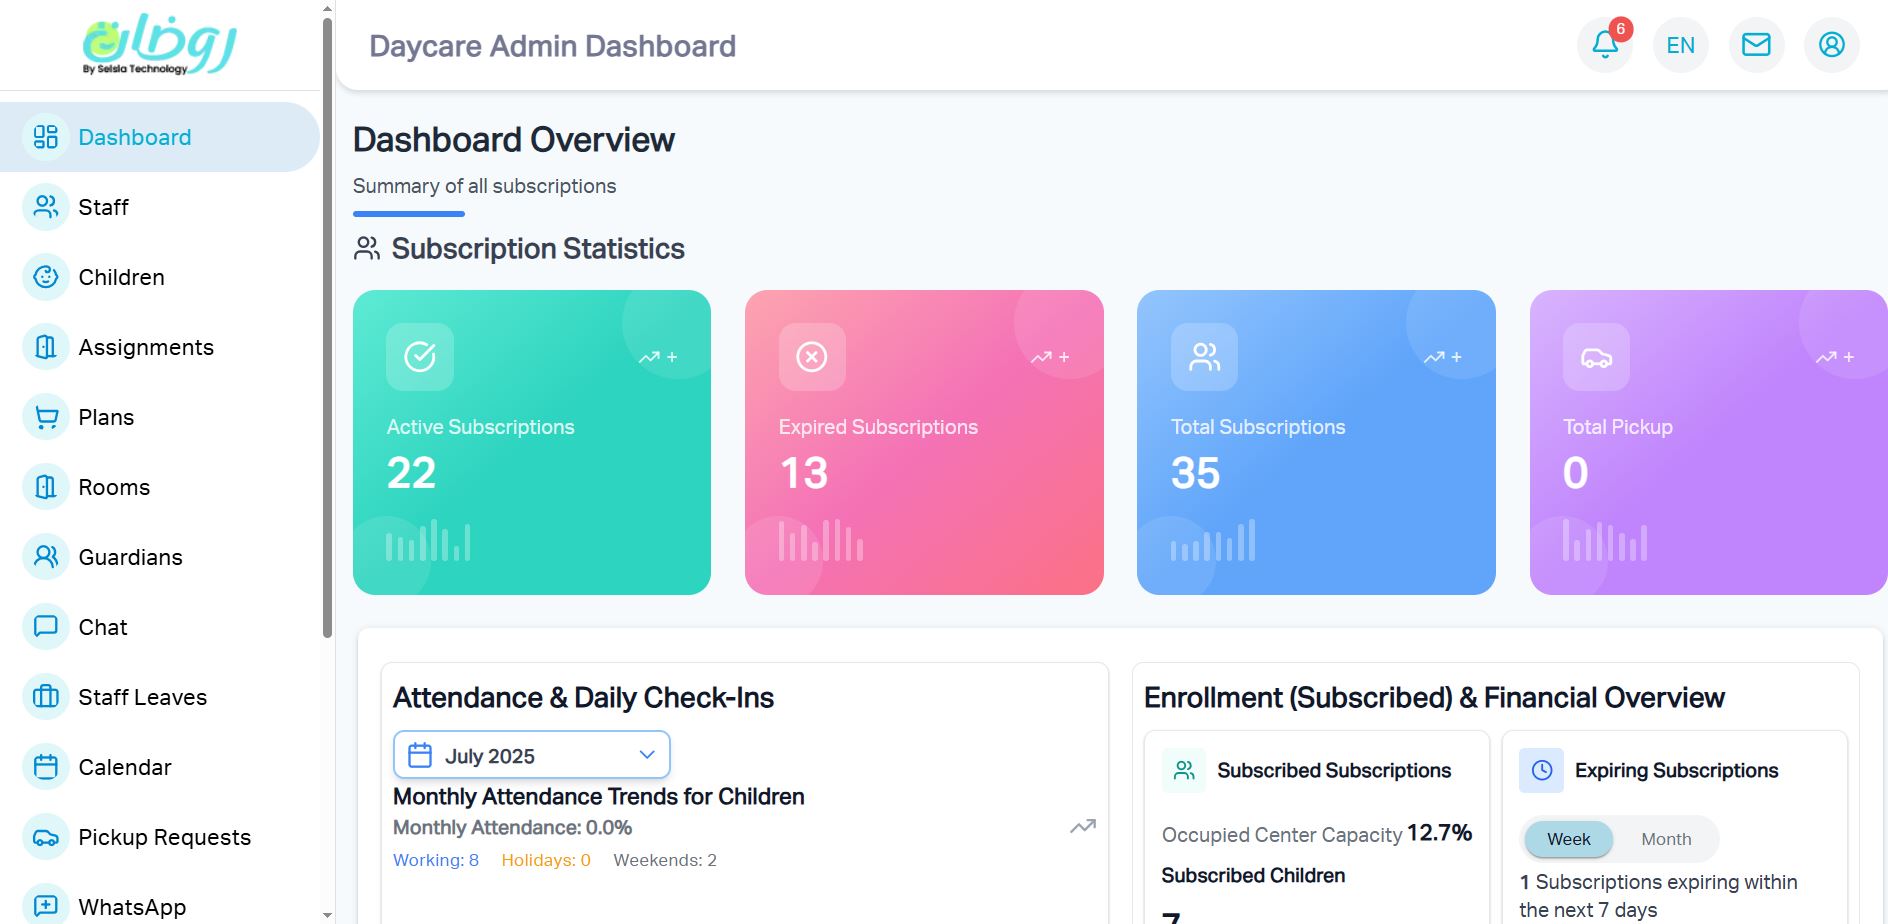 روضتي
By Selsla Technology
Daycare Admin Dashboard
6
EN
Dashboard
Staff
Children
Assignments
Plans
Rooms
Guardians
Chat
Staff Leaves
Calendar
Pickup Requests
WhatsApp
Dashboard Overview
Summary of all subscriptions
Subscription Statistics
+
Active Subscriptions
22
+
Expired Subscriptions
13
+
Total Subscriptions
35
+
Total Pickup
0
Attendance & Daily Check-Ins
July 2025
Monthly Attendance Trends for Children
Monthly Attendance: 0.0%
Working: 8 Holidays: 0 Weekends: 2
Enrollment (Subscribed) & Financial Overview
Subscribed Subscriptions
Occupied Center Capacity 12.7%
Subscribed Children
7
Expiring Subscriptions
Week Month
1 Subscriptions expiring within
the next 7 days